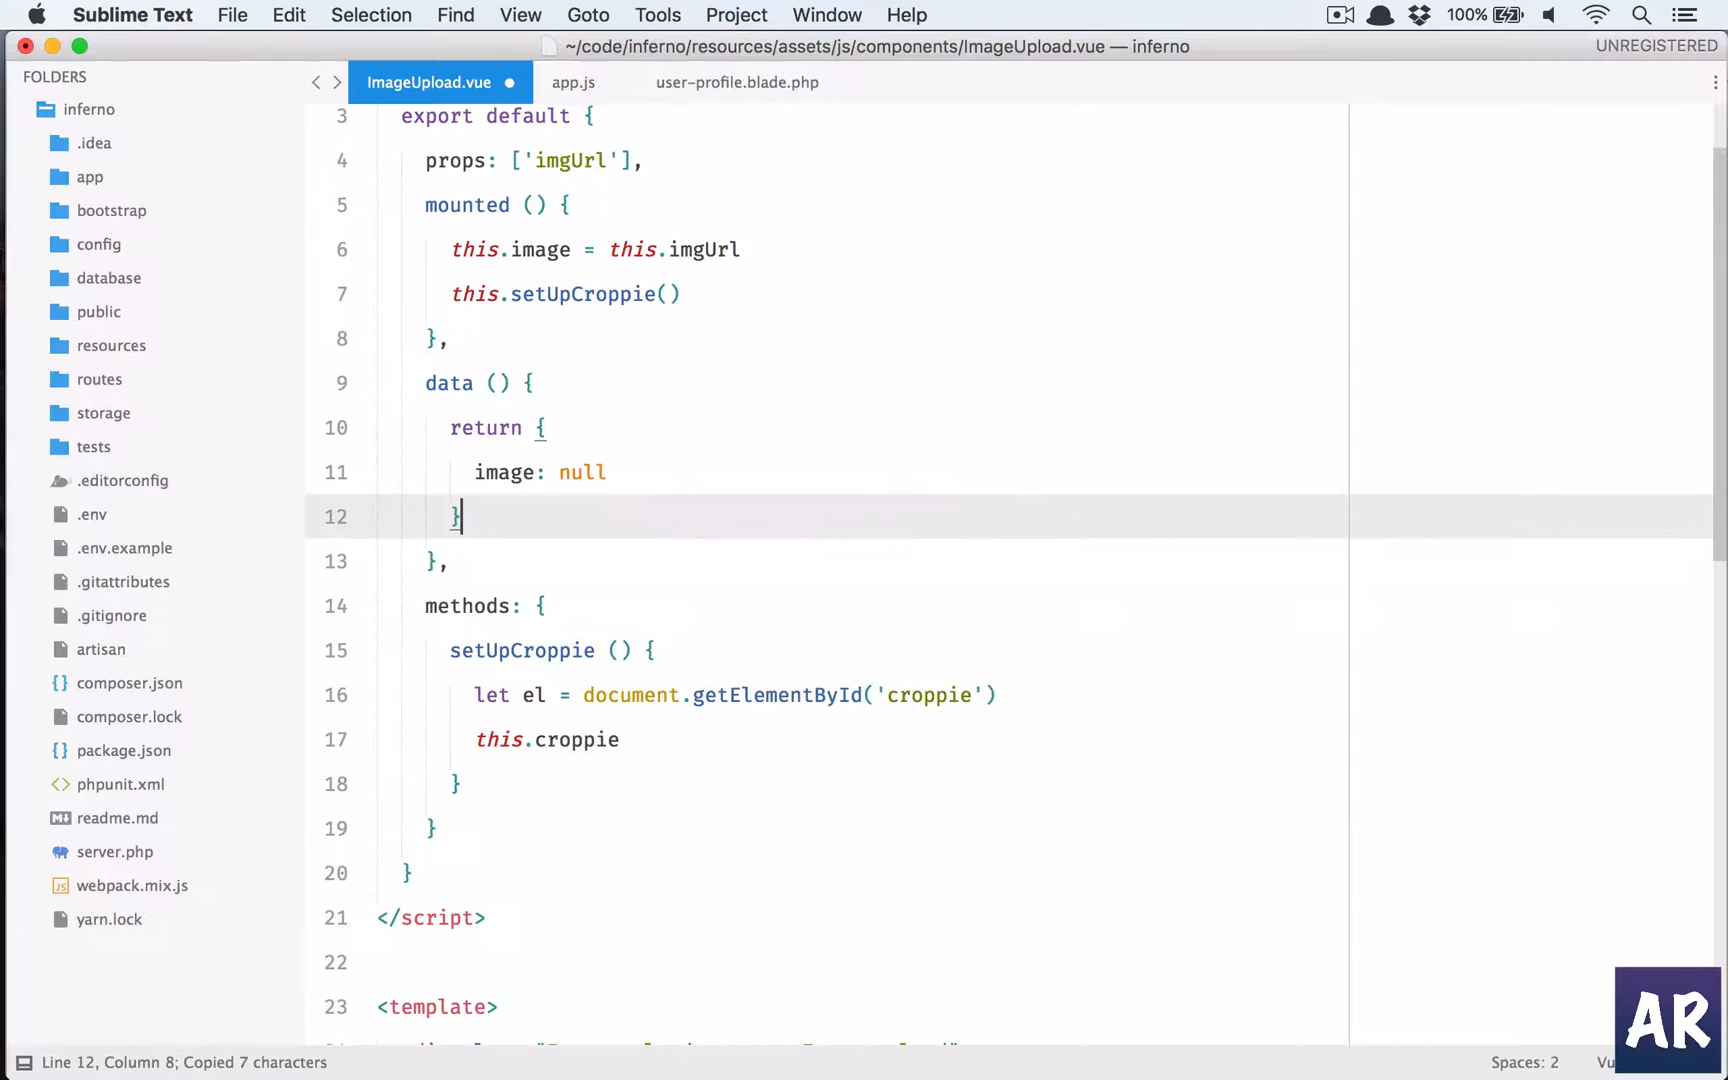 Sublime Text File Edit Selection Find View Goto Tools Project Window Help 100%
~/code/inferno/resources/assets/js/components/ImageUpload.vue — inferno UNREGISTERED
FOLDERS
inferno
.idea
app
bootstrap
config
database
public
resources
routes
storage
tests
.editorconfig
.env
.env.example
.gitattributes
.gitignore
artisan
composer.json
composer.lock
package.json
phpunit.xml
readme.md
server.php
webpack.mix.js
yarn.lock
ImageUpload.vue app.js user-profile.blade.php
3 export default {
4 props: ['imgUrl'],
5 mounted () {
6 this.image = this.imgUrl
7 this.setUpCroppie()
8 },
9 data () {
10 return {
11 image: null
12 }
13 },
14 methods: {
15 setUpCroppie () {
16 let el = document.getElementById('croppie')
17 this.croppie
18 }
19 }
20 }
21 </script>
22
23 <template>
Line 12, Column 8; Copied 7 characters Spaces: 2
AR